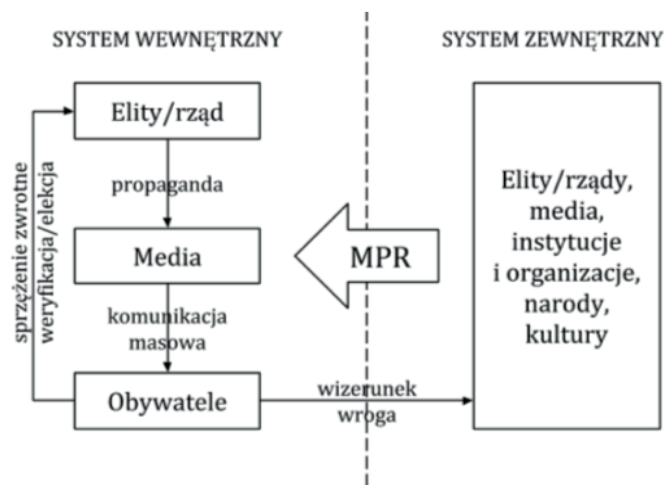 SYSTEM WEWNĘTRZNY
SYSTEM ZEWNĘTRZNY
Elity/rząd
propaganda
Media
komunikacja
masowa
Obywatele
sprzężenie zwrotne
weryfikacja/elekcja
MPR
wizerunek
wroga
Elity/rządy,
media,
instytucje
i organizacje,
narody,
kultury